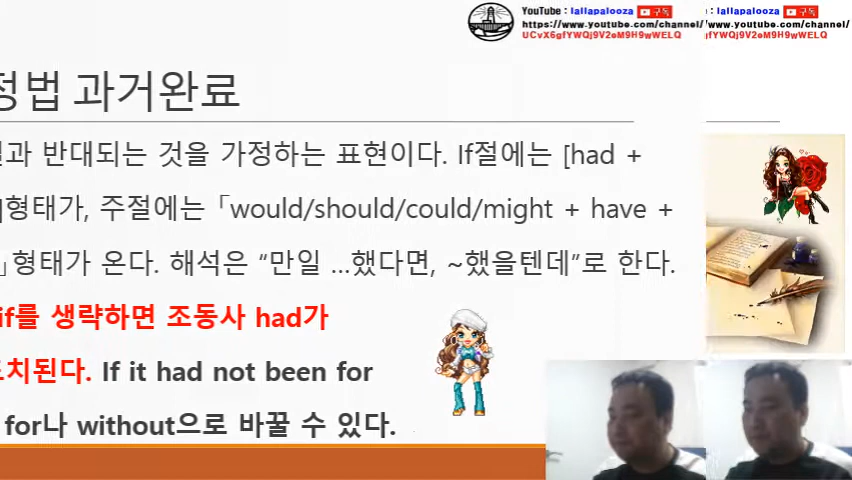 YouTube : lallapalooza 구독
https://www.youtube.com/channel/
UCvX6gfYWQj9V2eM9H9wWELQ
YouTube : lallapalooza 구독
www.youtube.com/channel/
gfYWQj9V2eM9H9wWELQ
법 과거완료
반대되는 것을 가정하는 표현이다. If절에는 [had +
형태가, 주절에는 「would/should/could/might + have +
」형태가 온다. 해석은 “만일 ...했다면, ~했을텐데”로 한다.
if를 생략하면 조동사 had가
치된다. If it had not been for
for나 without으로 바꿀 수 있다.